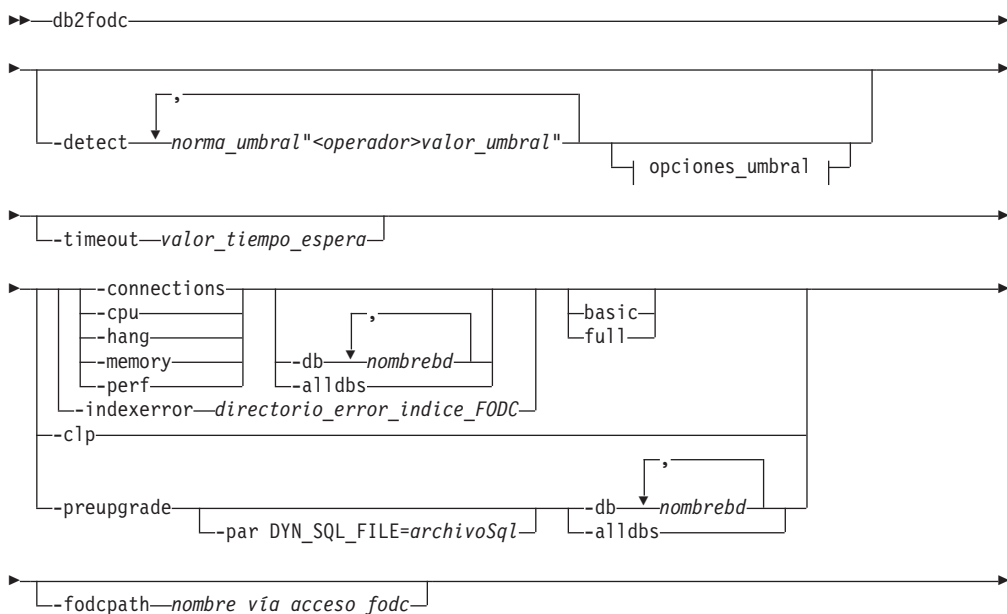 db2fodc
,
-detect norma_umbral"<operador>valor_umbral"
opciones_umbral
-timeout valor_tiempo_espera
-connections
-cpu
-hang
-memory
-perf
,
-db nombrebd
-alldbs
basic
full
-indexerror directorio_error_indice_FODC
-clp
-preupgrade
-par DYN_SQL_FILE=archivoSql
,
-db nombrebd
-alldbs
-fodcpath nombre vía acceso fodc